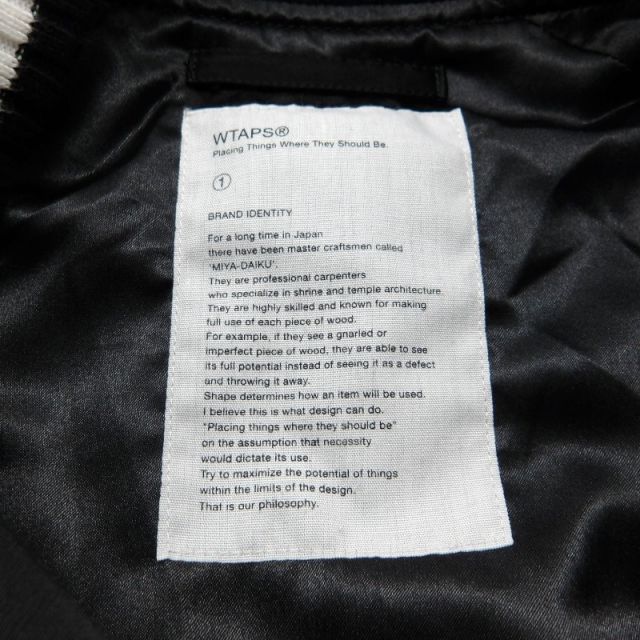 WTAPS®
Placing Things Where They Should Be.
1
BRAND IDENTITY
For a long time in Japan
there have been master craftsmen called
"MIYA-DAIKU".
They are professional carpenters
who specialize in shrine and temple architecture.
They are highly skilled and known for making
full use of each piece of wood.
For example, if they see a gnarled or
imperfect piece of wood, they are able to see
its full potential instead of seeing it as a defect
and throwing it away.
Shape determines how an item will be used.
I believe this is what design can do.
"Placing things where they should be"
on the assumption that necessity
would dictate its use.
Try to maximize the potential of things
within the limits of the design.
That is our philosophy.